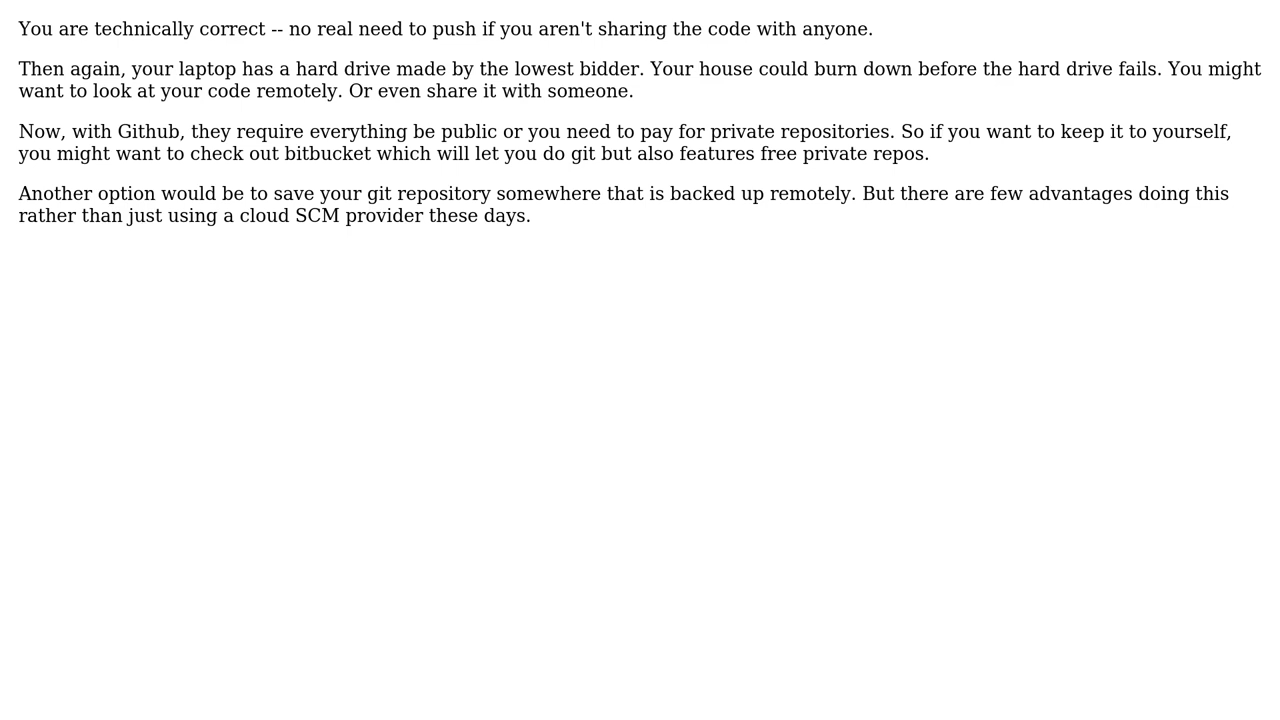 You are technically correct -- no real need to push if you aren't sharing the code with anyone.
Then again, your laptop has a hard drive made by the lowest bidder. Your house could burn down before the hard drive fails. You might
want to look at your code remotely. Or even share it with someone.
Now, with Github, they require everything be public or you need to pay for private repositories. So if you want to keep it to yourself,
you might want to check out bitbucket which will let you do git but also features free private repos.
Another option would be to save your git repository somewhere that is backed up remotely. But there are few advantages doing this
rather than just using a cloud SCM provider these days.